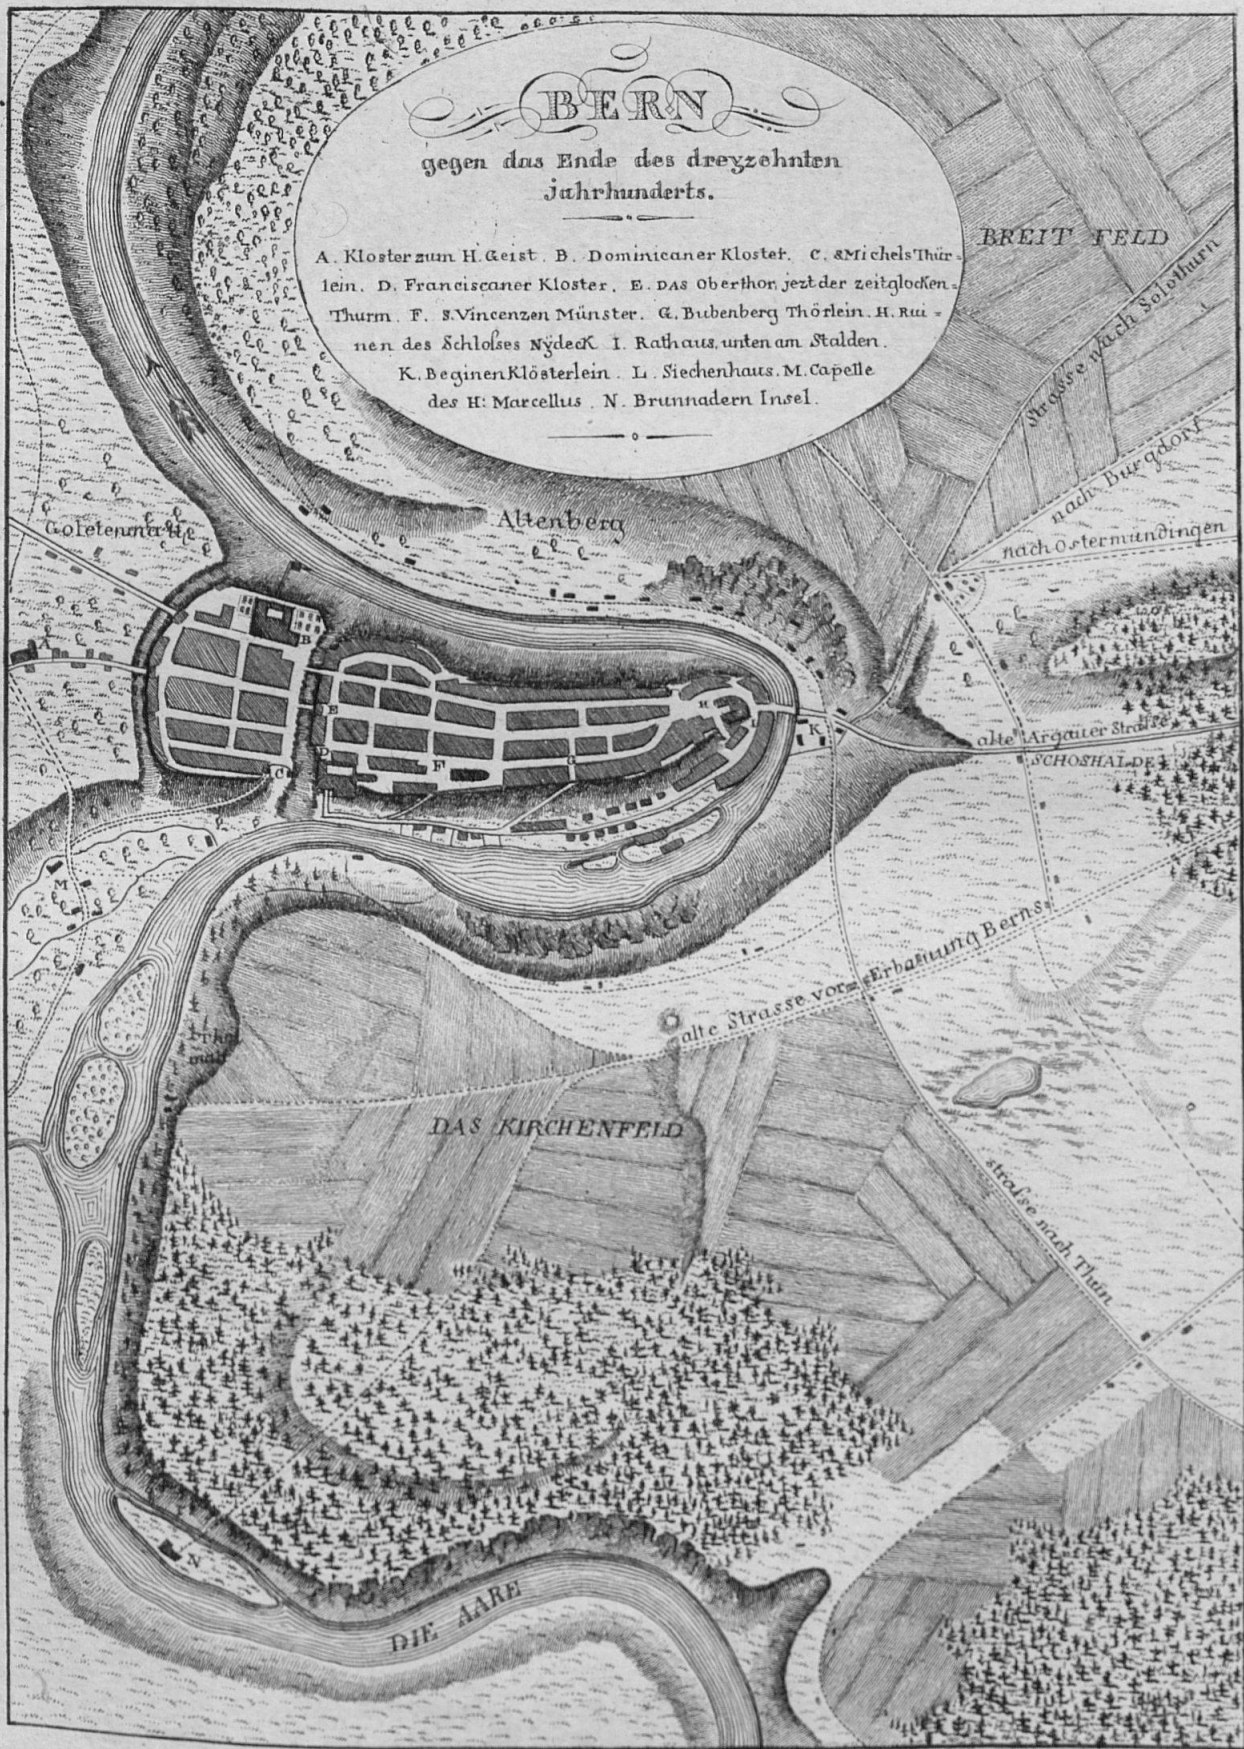 BERN
gegen das Ende des dreyzehnten
jahrhunderts.
A. Kloster zum H. Geist. B. Dominicaner Kloster. C. S Michels Thür=
lein. D. Franciscaner Kloster. E. DAS Oberthor, jezt der zeitglocken=
Thurm. F. S. Vincenzen Münster. G. Bubenberg Thörlein. H. Rui=
nen des Schloſses Nÿdeck I. Rathaus, unten am Stalden.
K. Beginen Klösterlein. L. Siechenhaus. M. Capelle
des H: Marcellus. N. Brunnadern Insel.
BREIT FELD
Strasse nach Solothurn
nach Burgdorf
nach Ostermundingen
Altenberg
A
B
E
D
C
F
G
H
I
K
alte Argauer Strasse
SCHOSHALDE
M
alte Strasse vor Erbauung Berns
DAS KIRCHENFELD
straſse nach Thun
N
DIE AARE